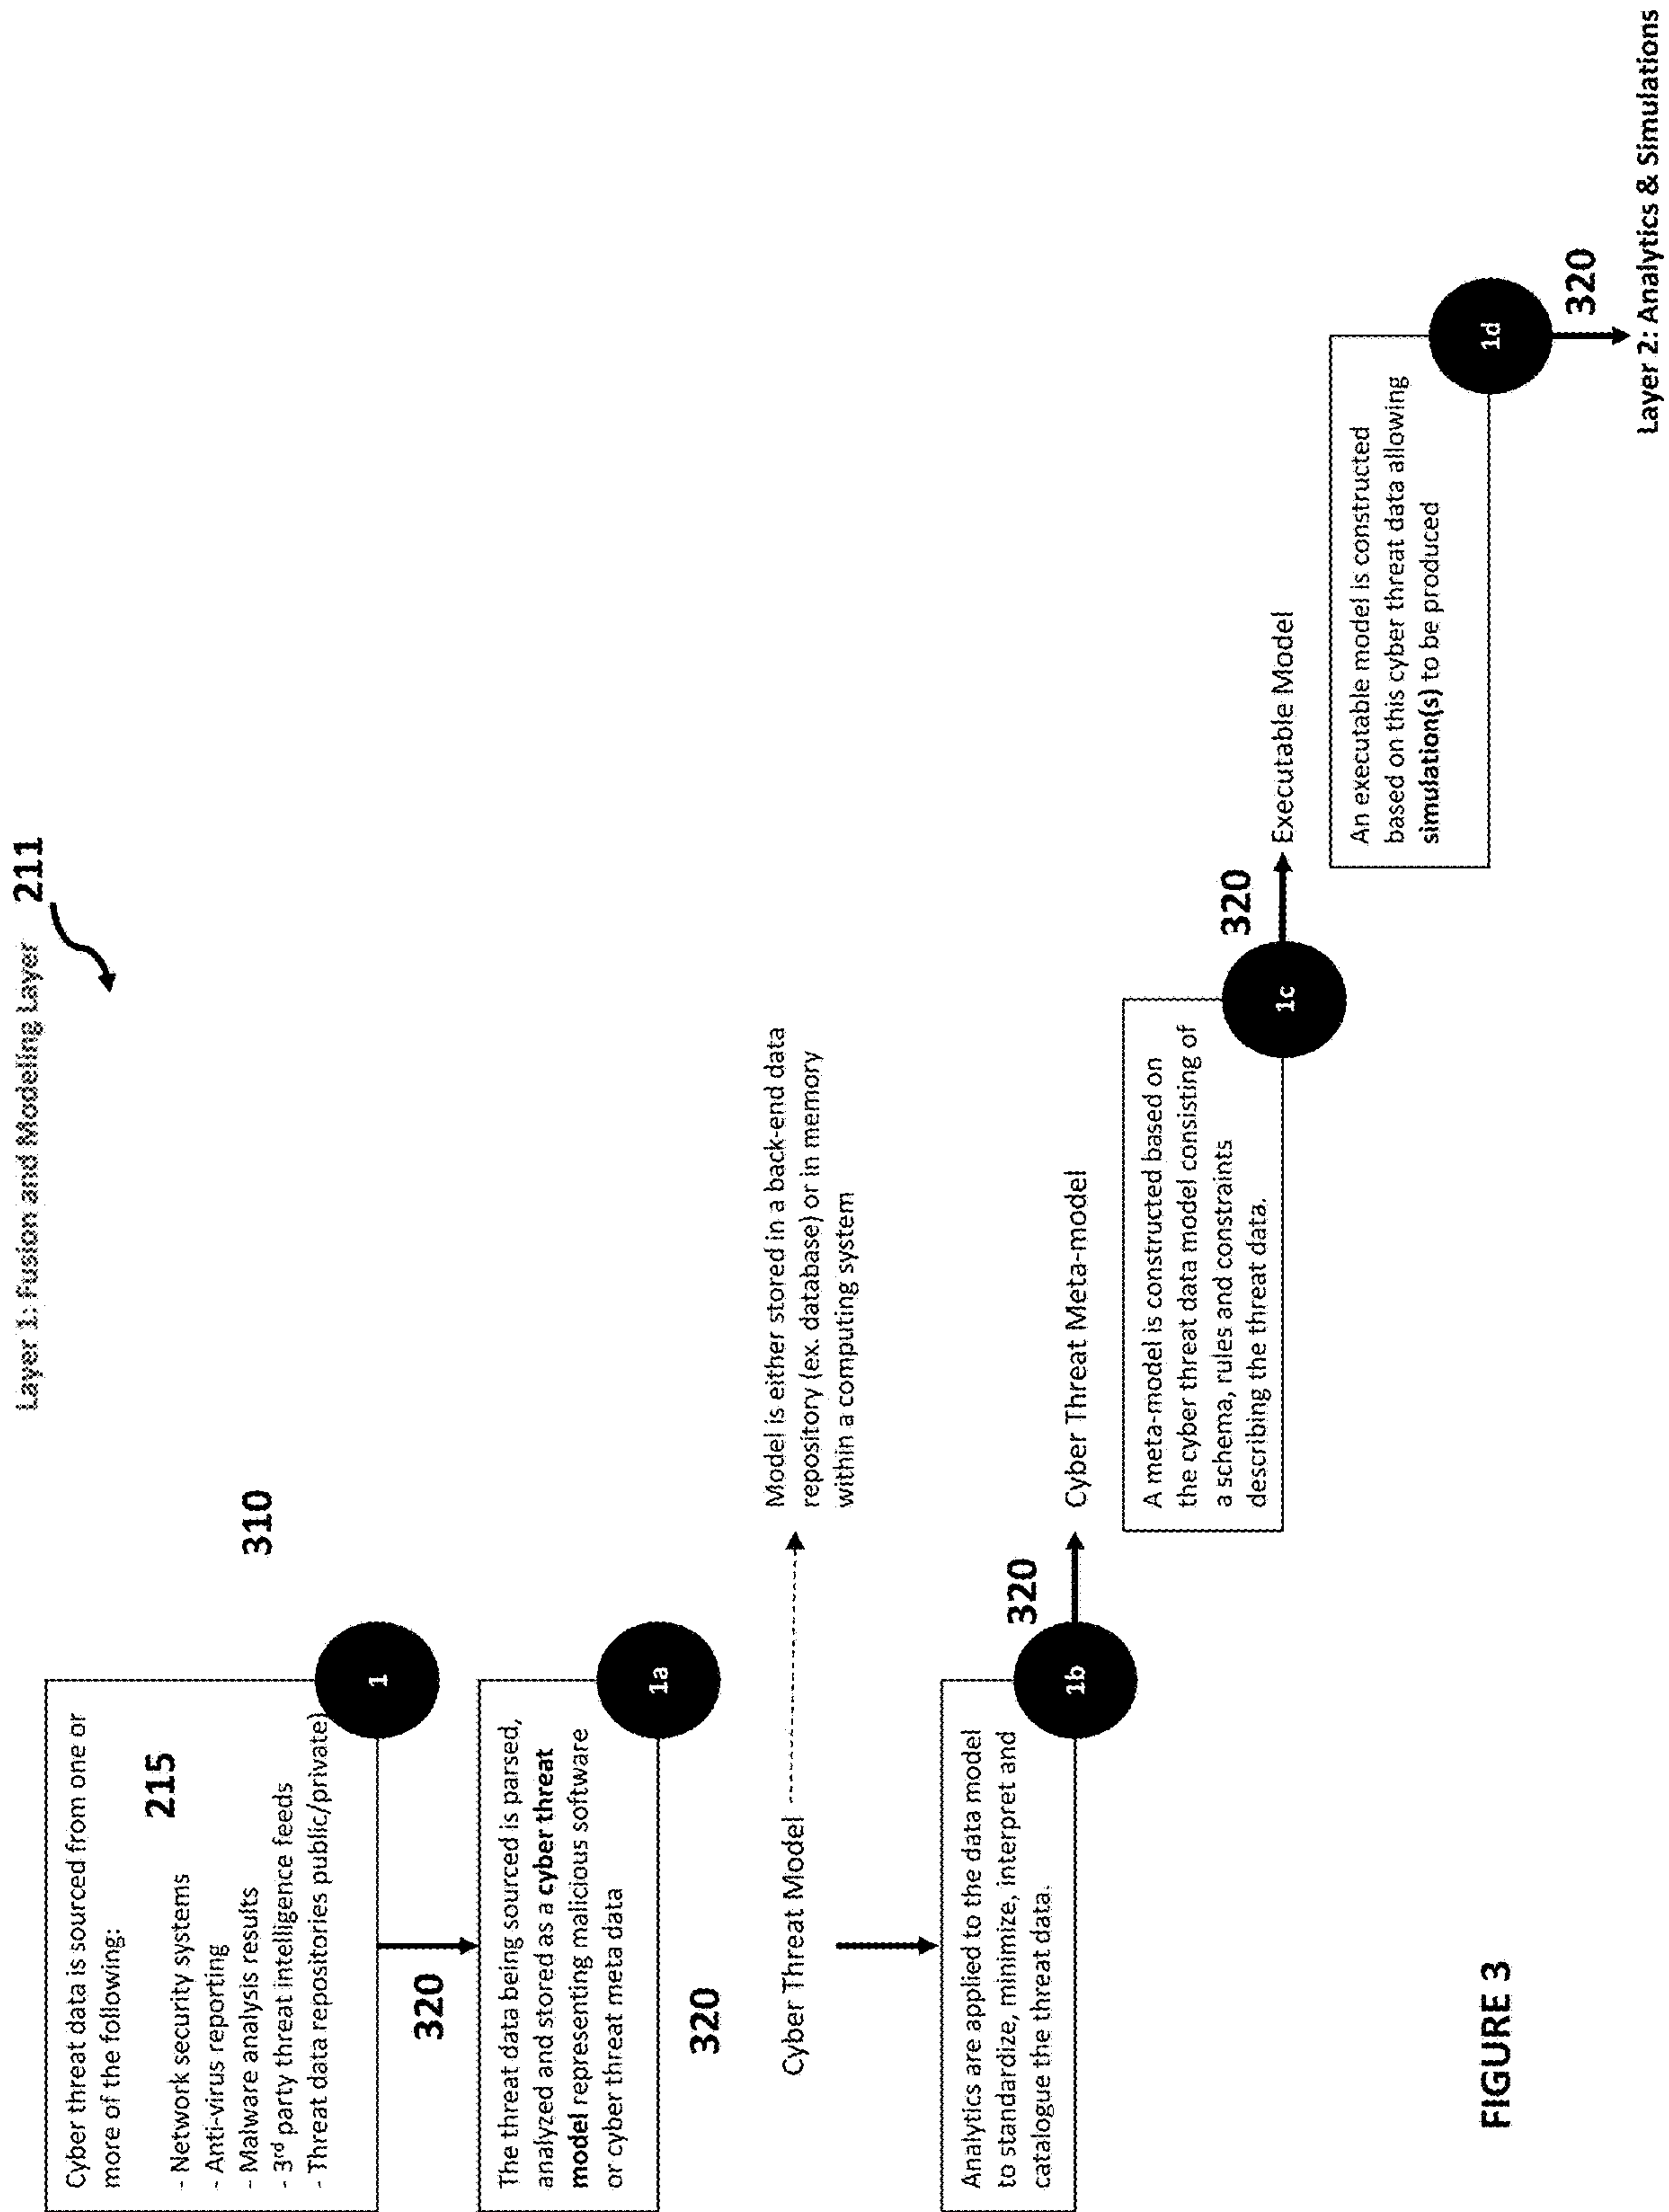 Layer 1: Fusion and Modeling Layer 211
310
Cyber threat data is sourced from one or
more of the following:
215
- Network security systems
- Anti-virus reporting
- Malware analysis results
- 3rd party threat intelligence feeds
- Threat data repositories public/private)
1
320
The threat data being sourced is parsed,
analyzed and stored as a cyber threat
model representing malicious software
or cyber threat meta data
1a
320
Cyber Threat Model
Model is either stored in a back-end data
repository (ex. database) or in memory
within a computing system
Analytics are applied to the data model
to standardize, minimize, interpret and
catalogue the threat data.
1b
320
Cyber Threat Meta-model
A meta-model is constructed based on
the cyber threat data model consisting of
a schema, rules and constraints
describing the threat data.
1c
320
Executable Model
An executable model is constructed
based on this cyber threat data allowing
simulation(s) to be produced
1d
320
Layer 2: Analytics & Simulations
FIGURE 3